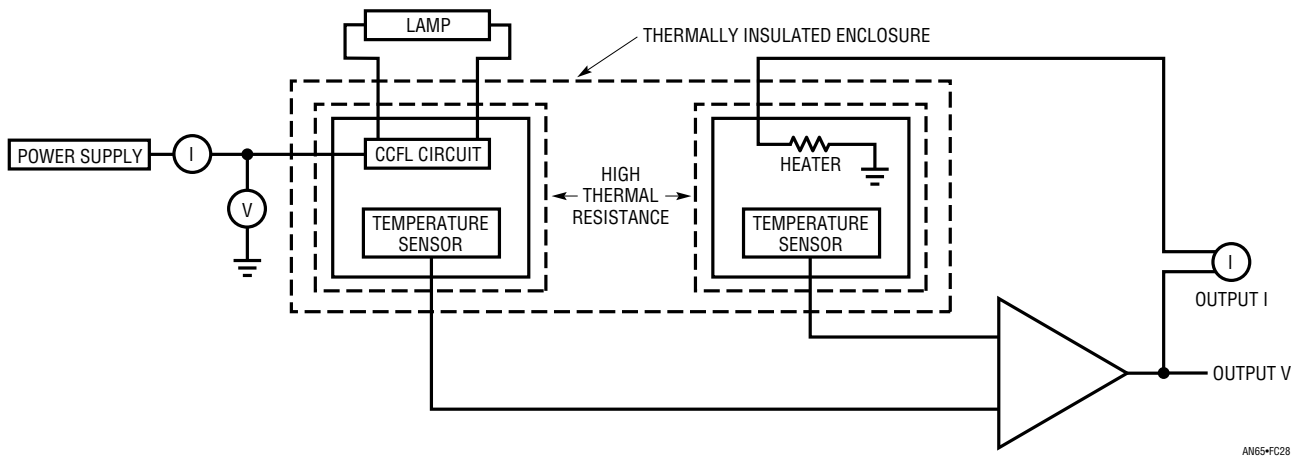 LAMP
THERMALLY INSULATED ENCLOSURE
POWER SUPPLY
I
CCFL CIRCUIT
V
TEMPERATURE
SENSOR
HIGH
THERMAL
RESISTANCE
HEATER
TEMPERATURE
SENSOR
I
OUTPUT I
OUTPUT V
AN65•FC28